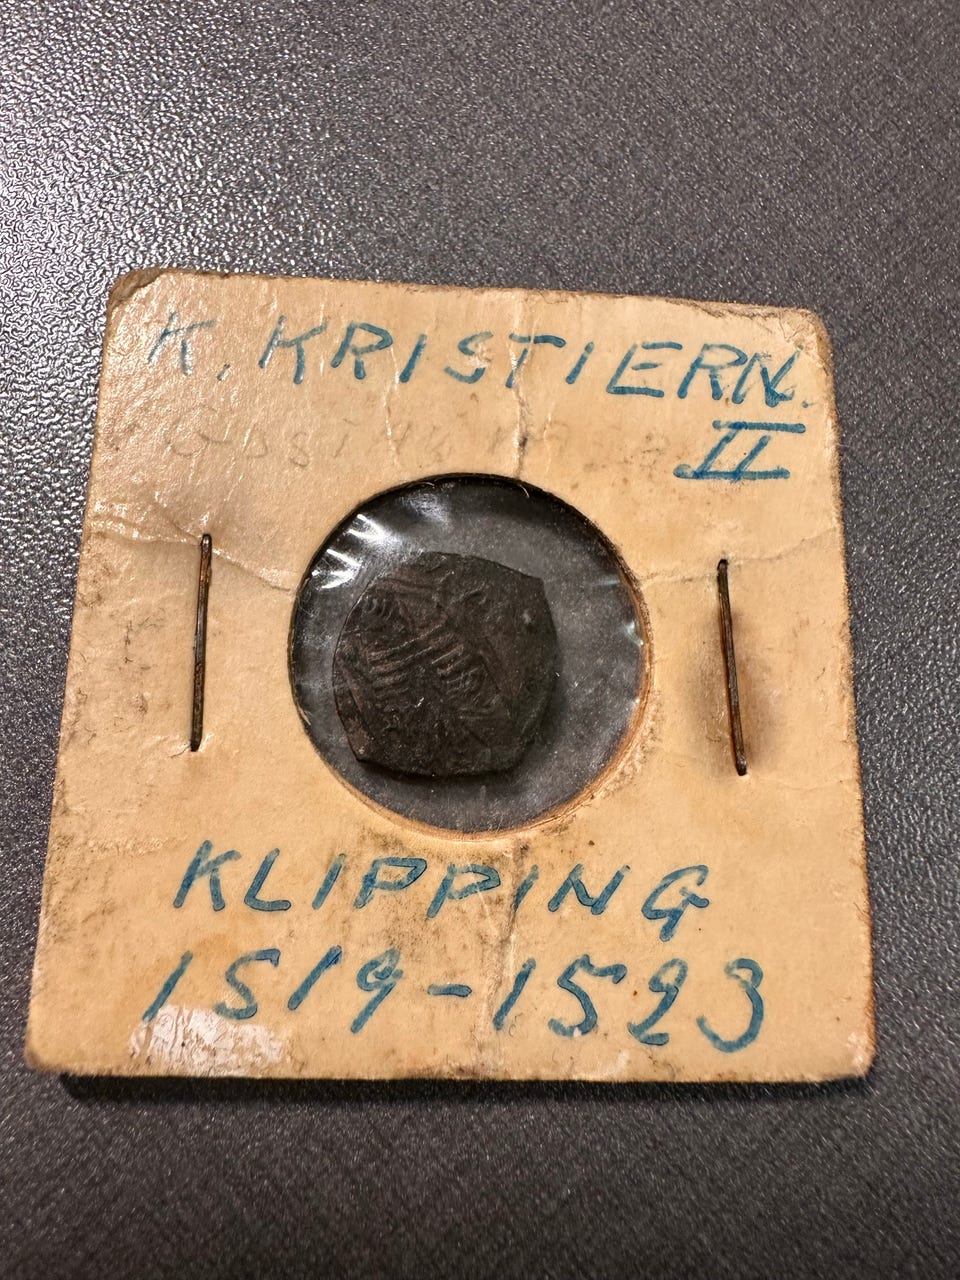 K. KRISTIERN.
II
KLIPPING
1519-1523